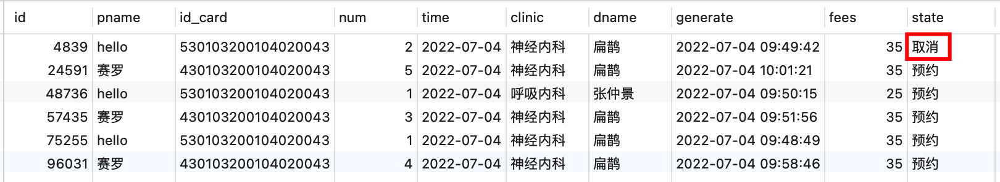 id pname id_card num time clinic dname generate fees state
4839 hello 530103200104020043 2 2022-07-04 神经内科 扁鹊 2022-07-04 09:49:42 35 取消
24591 赛罗 430103200104020043 5 2022-07-04 神经内科 扁鹊 2022-07-04 10:01:21 35 预约
48736 hello 530103200104020043 1 2022-07-04 呼吸内科 张仲景 2022-07-04 09:50:15 25 预约
57435 赛罗 430103200104020043 3 2022-07-04 神经内科 扁鹊 2022-07-04 09:51:56 35 预约
75255 hello 530103200104020043 1 2022-07-04 神经内科 扁鹊 2022-07-04 09:48:49 35 预约
96031 赛罗 430103200104020043 4 2022-07-04 神经内科 扁鹊 2022-07-04 09:58:46 35 预约